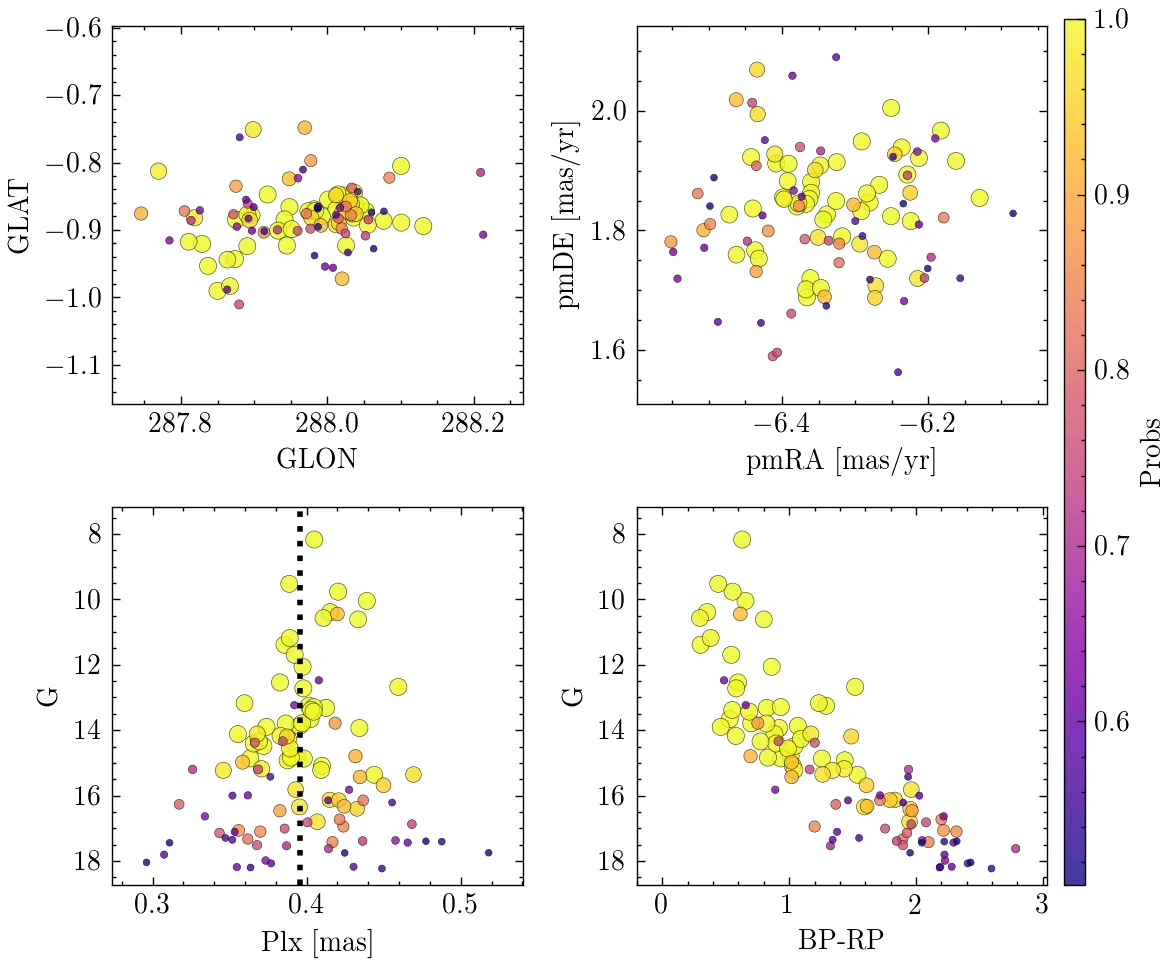 −0.6
−0.7
−0.8
−0.9
−1.0
−1.1
GLAT
287.8 288.0 288.2
GLON
2.0
1.8
1.6
pmDE [mas/yr]
−6.4 −6.2
pmRA [mas/yr]
8
10
12
14
16
18
G
0.3 0.4 0.5
Plx [mas]
8
10
12
14
16
18
G
0 1 2 3
BP-RP
1.0
0.9
0.8
0.7
0.6
Probs